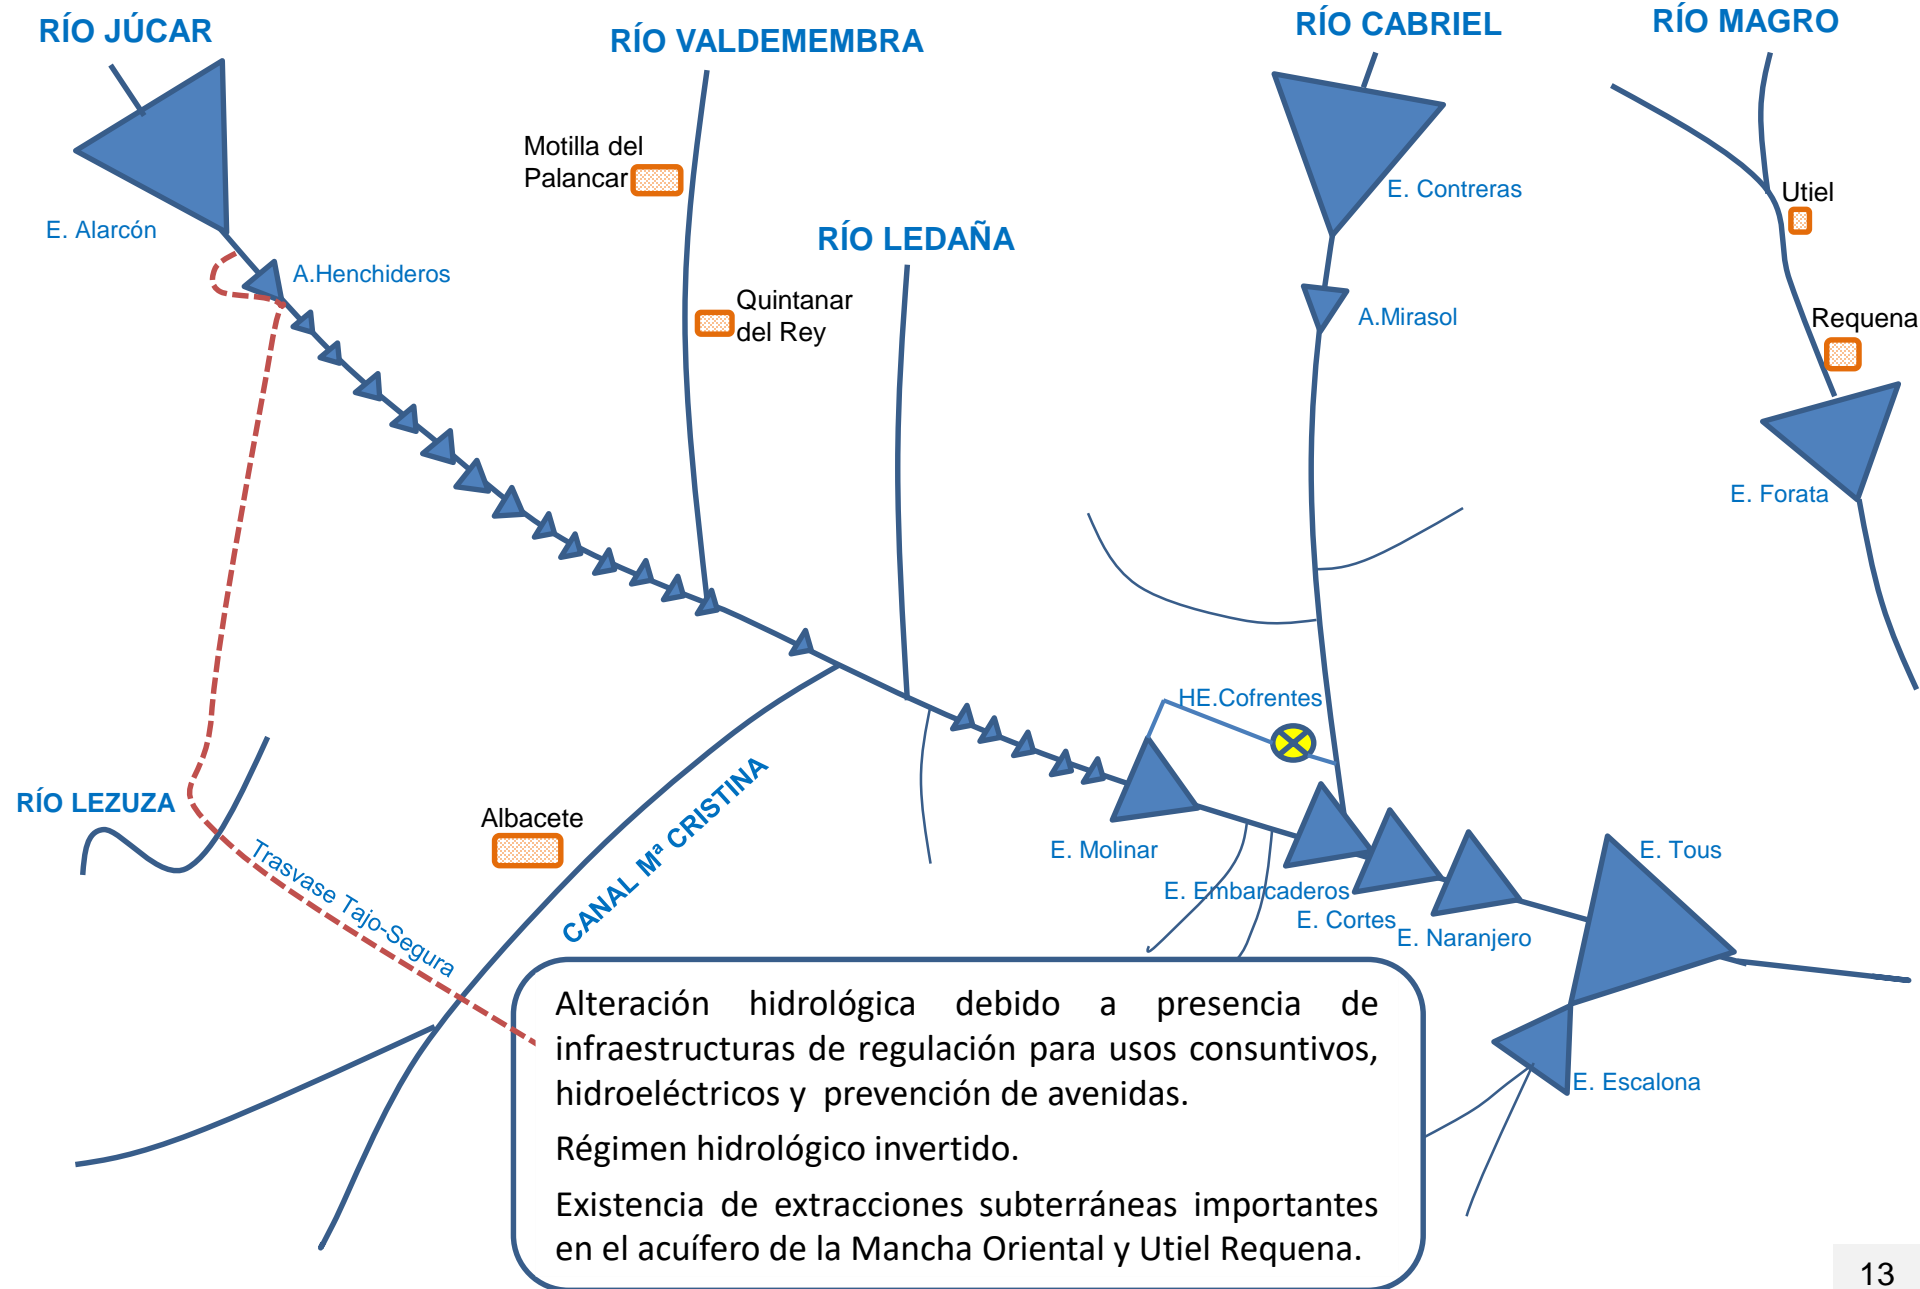 RÍO JÚCAR
RÍO VALDEMEMBRA
RÍO CABRIEL
RÍO MAGRO
Motilla del
Palancar
E. Contreras
Utiel
E. Alarcón
RÍO LEDAÑA
A.Henchideros
Quintanar
del Rey
A.Mirasol
Requena
E. Forata
HE.Cofrentes
RÍO LEZUZA
Albacete
CANAL Mª CRISTINA
Trasvase Tajo-Segura
E. Molinar
E. Tous
E. Embarcaderos
E. Cortes
E. Naranjero
E. Escalona
Alteración hidrológica debido a presencia de
infraestructuras de regulación para usos consuntivos,
hidroeléctricos y prevención de avenidas.
Régimen hidrológico invertido.
Existencia de extracciones subterráneas importantes
en el acuífero de la Mancha Oriental y Utiel Requena.
13